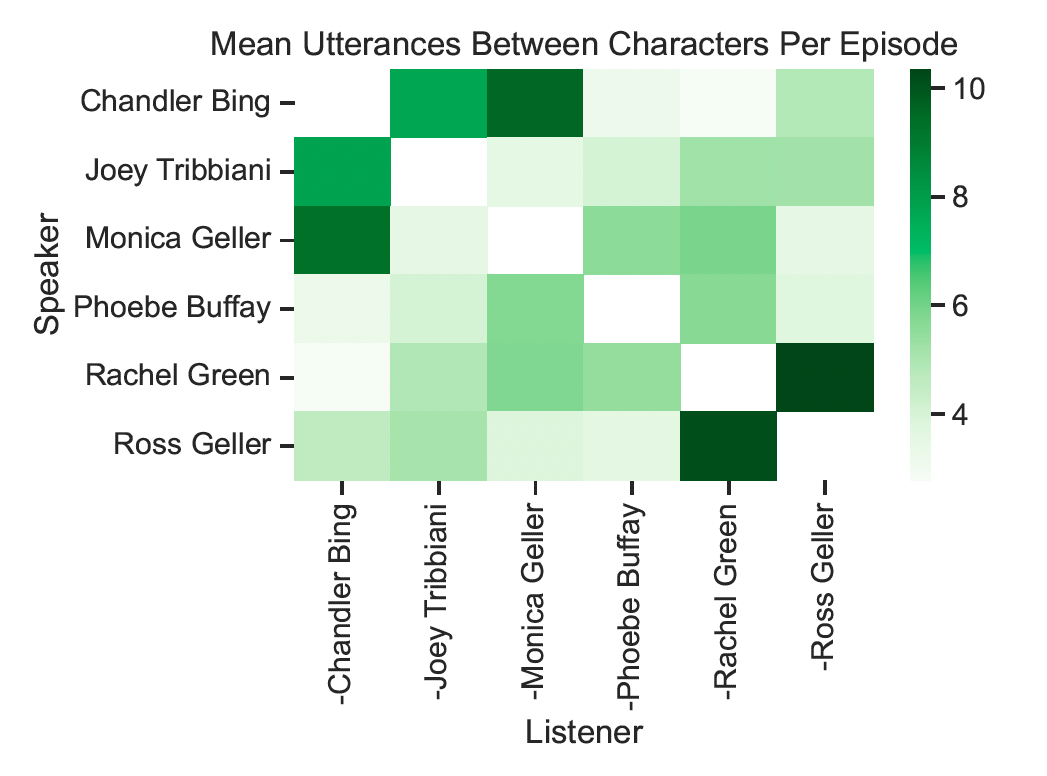 Mean Utterances Between Characters Per Episode
Speaker
Chandler Bing
Joey Tribbiani
Monica Geller
Phoebe Buffay
Rachel Green
Ross Geller
-Chandler Bing
-Joey Tribbiani
-Monica Geller
-Phoebe Buffay
-Rachel Green
-Ross Geller
Listener
10
8
6
4